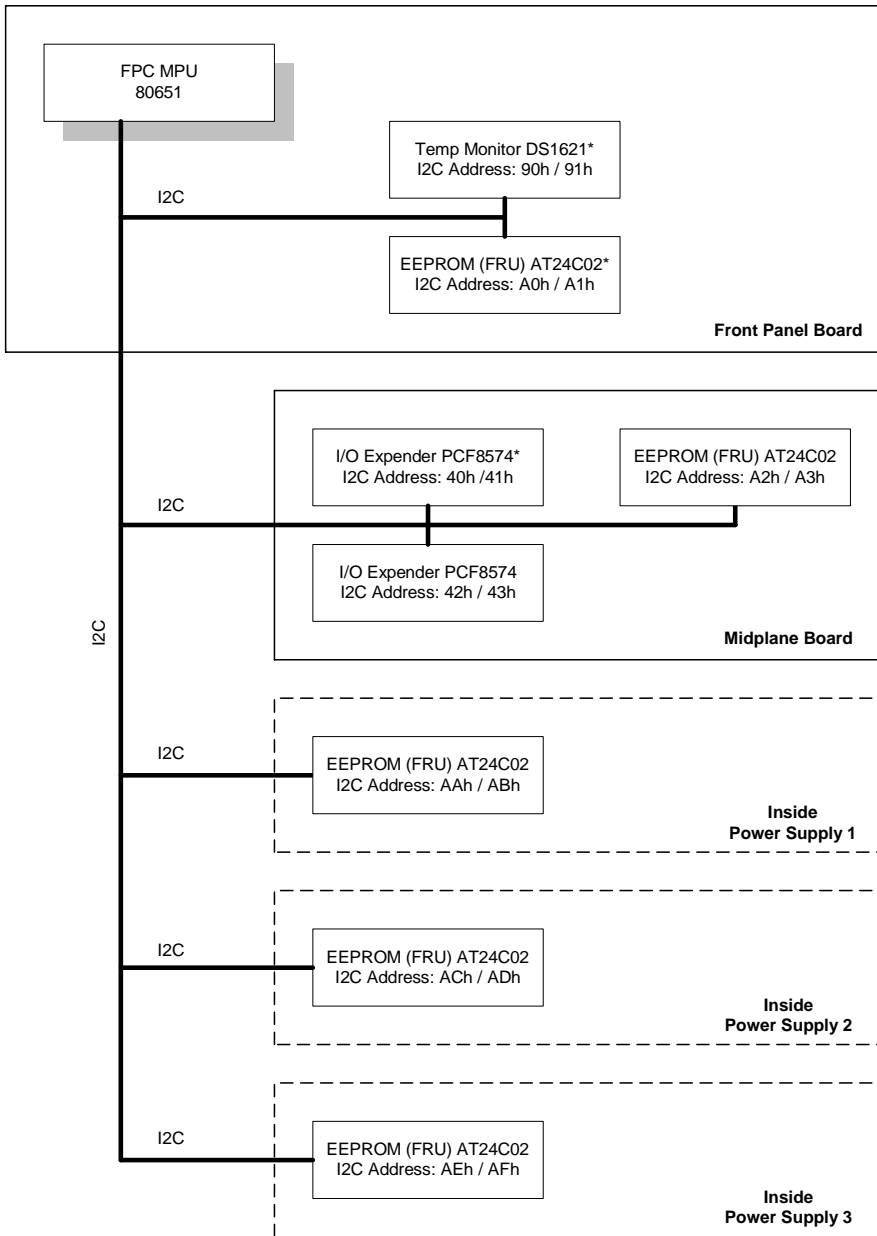 FPC MPU
80651
Temp Monitor DS1621*
I2C Address: 90h / 91h
I2C
EEPROM (FRU) AT24C02*
I2C Address: A0h / A1h
Front Panel Board
I/O Expender PCF8574*
I2C Address: 40h /41h
EEPROM (FRU) AT24C02
I2C Address: A2h / A3h
I2C
I/O Expender PCF8574
I2C Address: 42h / 43h
I2C
Midplane Board
I2C
EEPROM (FRU) AT24C02
I2C Address: AAh / ABh
Inside
Power Supply 1
I2C
EEPROM (FRU) AT24C02
I2C Address: ACh / ADh
Inside
Power Supply 2
I2C
EEPROM (FRU) AT24C02
I2C Address: AEh / AFh
Inside
Power Supply 3